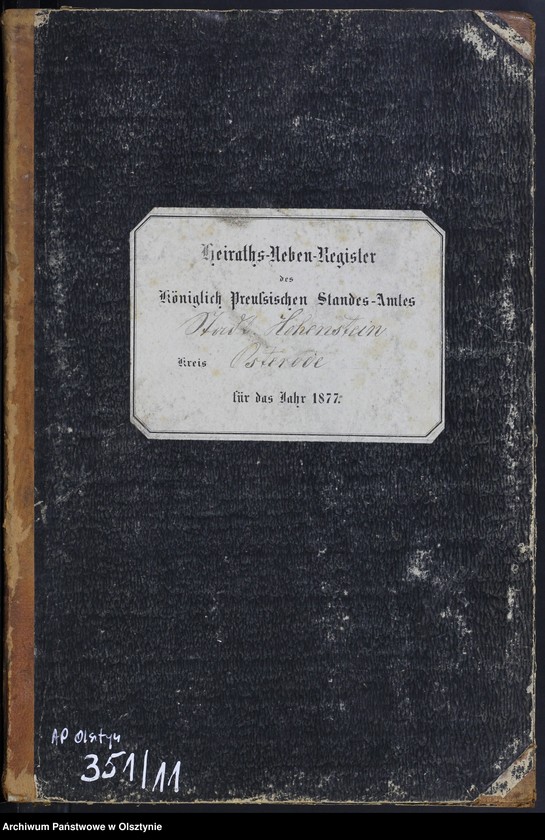 Heiraths-Neben-Register
des
Königlich Preußischen Standes-Amtes
Stadt Hohenstein
Kreis Osterode
für das Jahr 1877.
AP Olsztyn
351/11
Archiwum Państwowe w Olsztynie